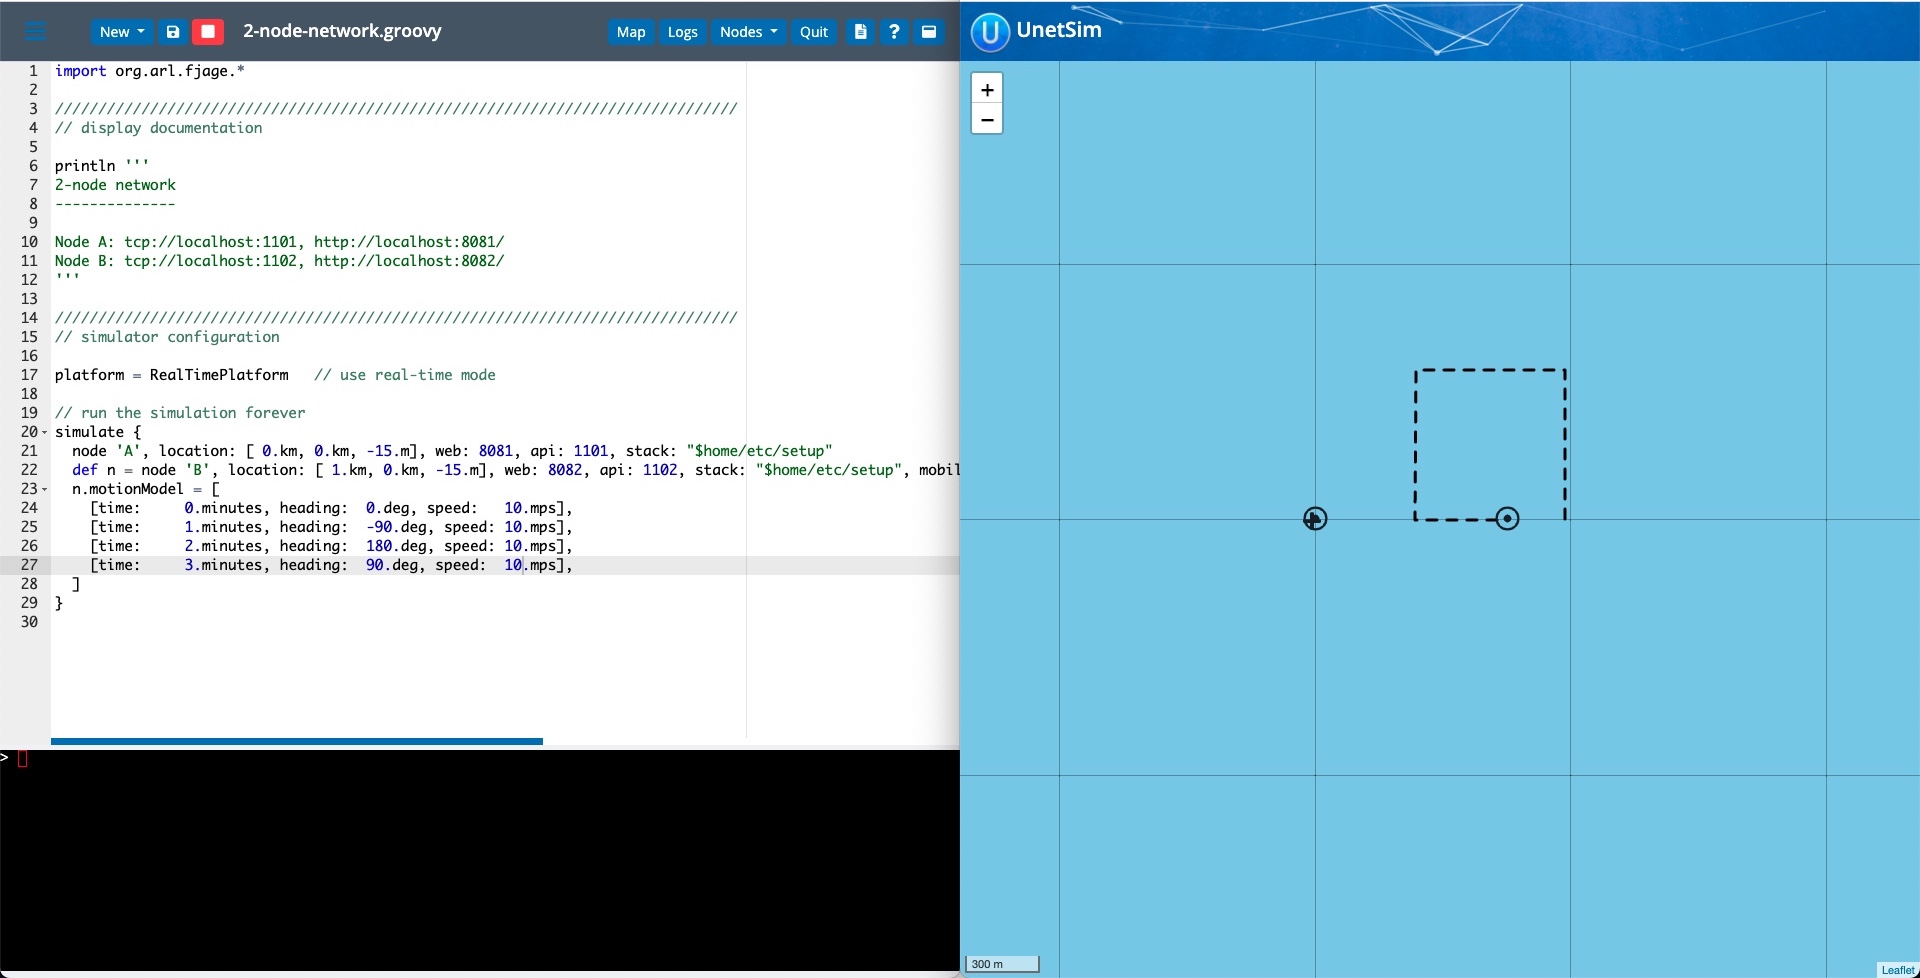 New
2-node-network.groovy
Map
Logs
Nodes
Quit
?
1 import org.arl.fjage.*
2
3 ///////////////////////////////////////////////////////////////////////////////
4 // display documentation
5
6 println '''
7 2-node network
8 --------------
9
10 Node A: tcp://localhost:1101, http://localhost:8081/
11 Node B: tcp://localhost:1102, http://localhost:8082/
12 '''
13
14 ///////////////////////////////////////////////////////////////////////////////
15 // simulator configuration
16
17 platform = RealTimePlatform   // use real-time mode
18
19 // run the simulation forever
20 simulate {
21   node 'A', location: [ 0.km, 0.km, -15.m], web: 8081, api: 1101, stack: "$home/etc/setup"
22   def n = node 'B', location: [ 1.km, 0.km, -15.m], web: 8082, api: 1102, stack: "$home/etc/setup", mobil
23   n.motionModel = [
24     [time:     0.minutes, heading:  0.deg, speed:   10.mps],
25     [time:     1.minutes, heading:  -90.deg, speed: 10.mps],
26     [time:     2.minutes, heading:  180.deg, speed: 10.mps],
27     [time:     3.minutes, heading:  90.deg, speed:  10.mps],
28   ]
29 }
30
>
U UnetSim
+
−
300 m
Leaflet